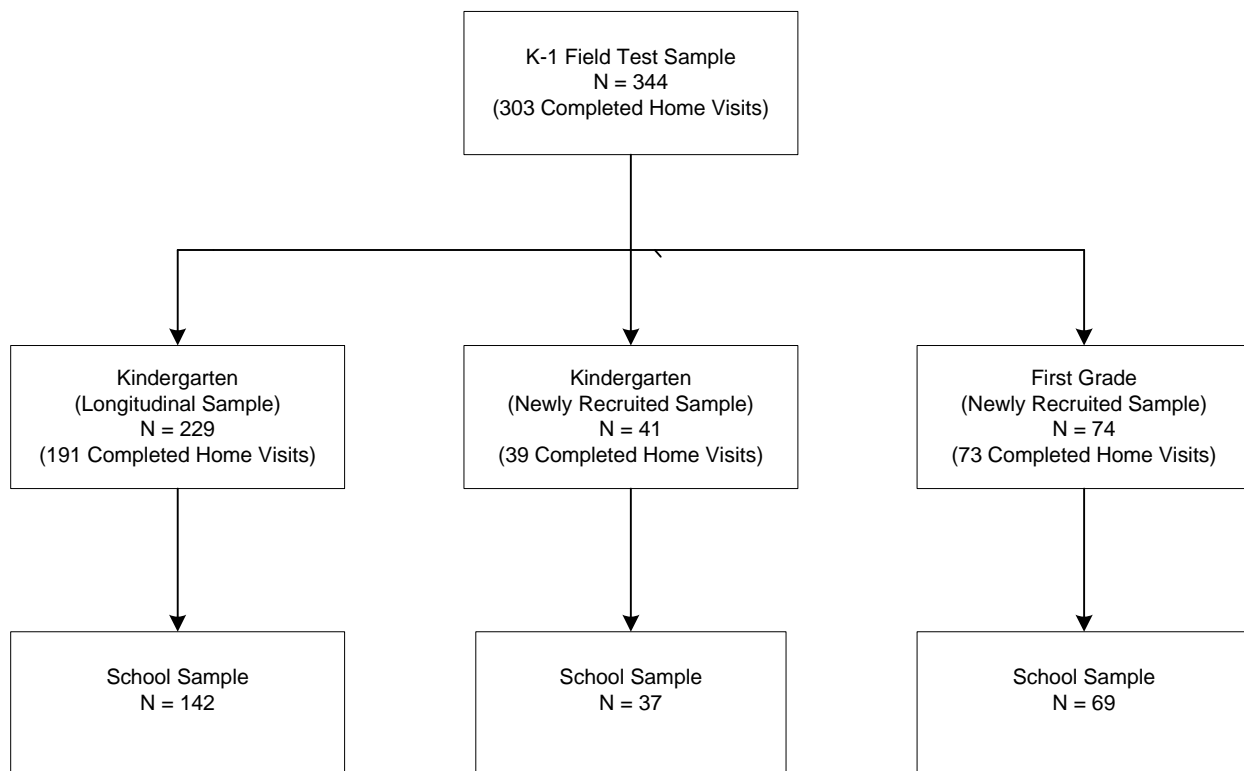 K-1 Field Test Sample
N = 344
(303 Completed Home Visits)
Kindergarten
(Longitudinal Sample)
N = 229
(191 Completed Home Visits)
Kindergarten
(Newly Recruited Sample)
N = 41
(39 Completed Home Visits)
First Grade
(Newly Recruited Sample)
N = 74
(73 Completed Home Visits)
School Sample
N = 142
School Sample
N = 37
School Sample
N = 69